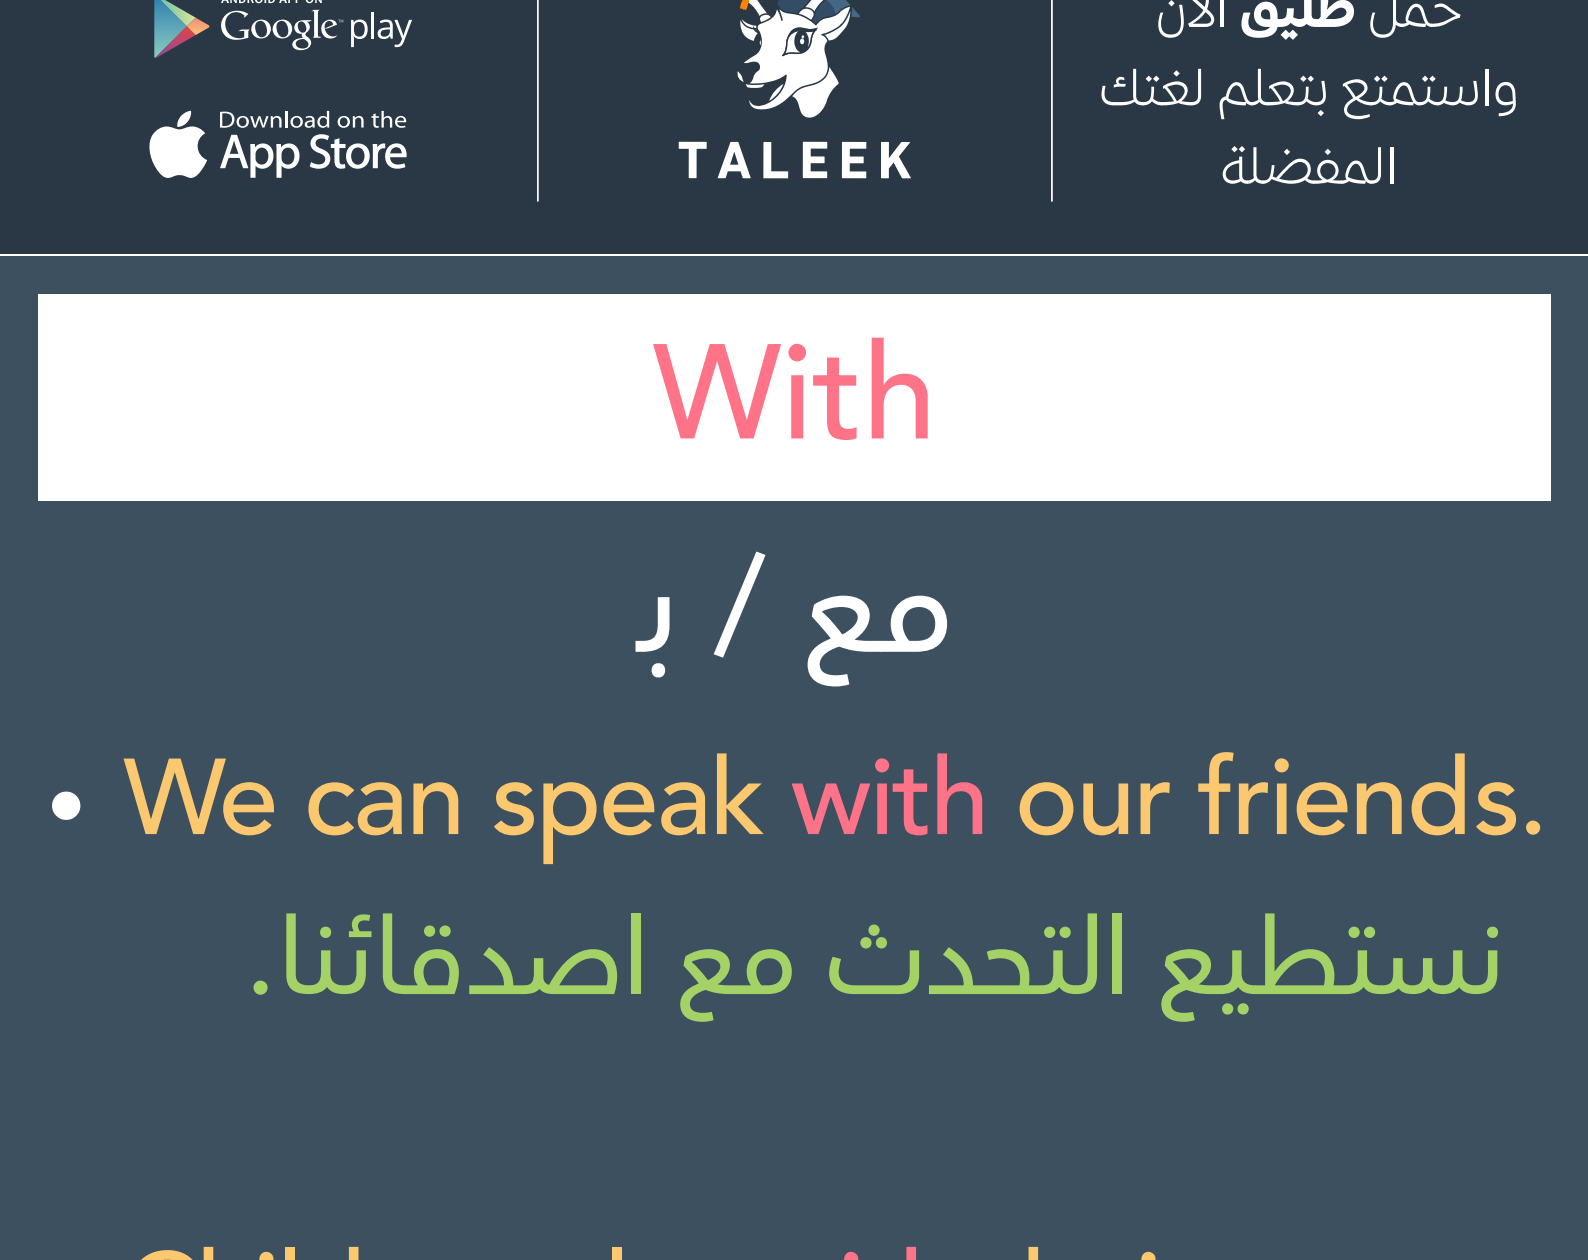 ANDROID APP ON
Google play
Download on the
App Store
TALEEK
حمل طليق الآن
واستمتع بتعلم لغتك
المفضلة
With
مع / بـ
• We can speak with our friends.
نستطيع التحدث مع اصدقائنا.